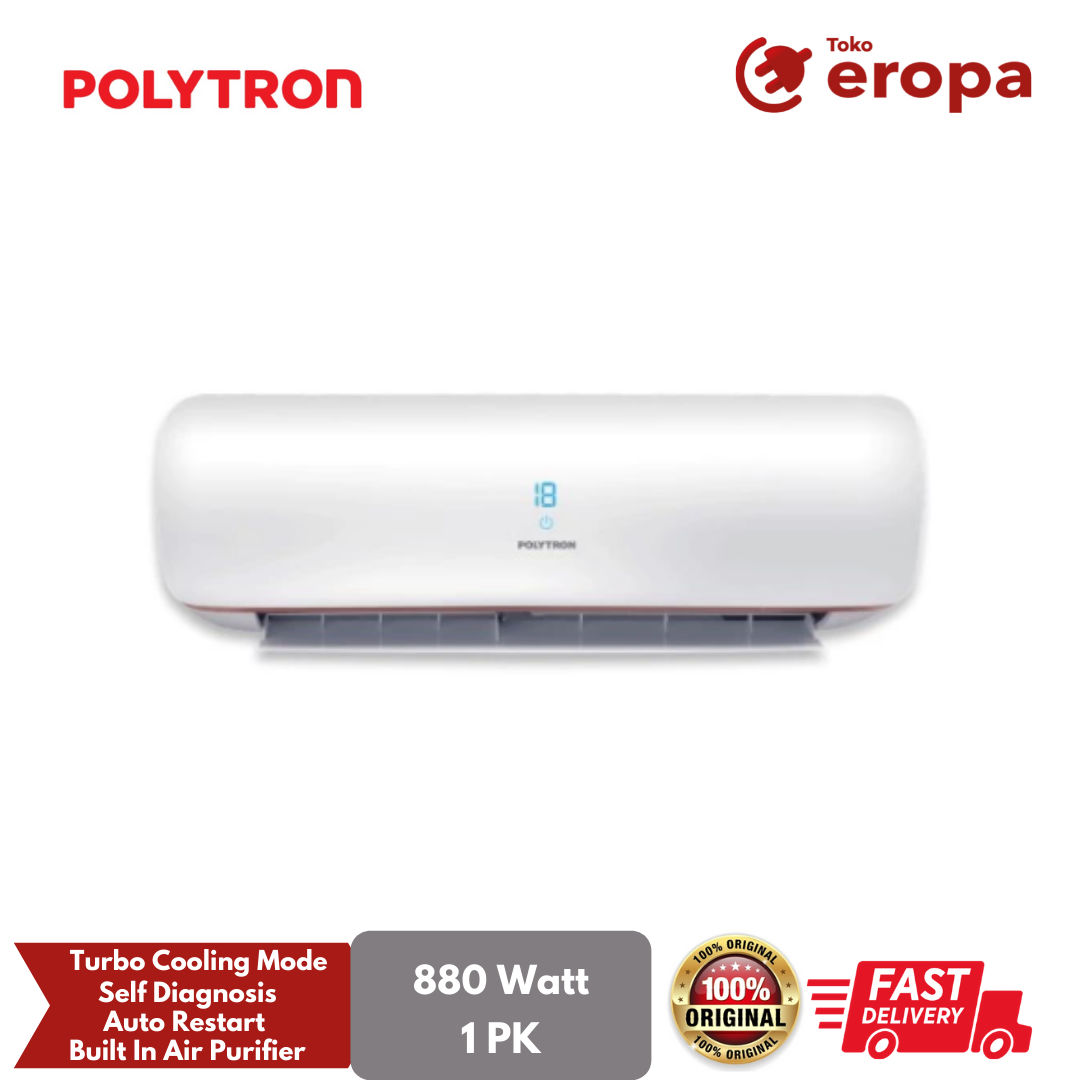 POLYTRON
Toko
eropa
18
POLYTRON
Turbo Cooling Mode
Self Diagnosis
Auto Restart
Built In Air Purifier
880 Watt
1 PK
100% ORIGINAL
100%
ORIGINAL
100% ORIGINAL
FAST
DELIVERY